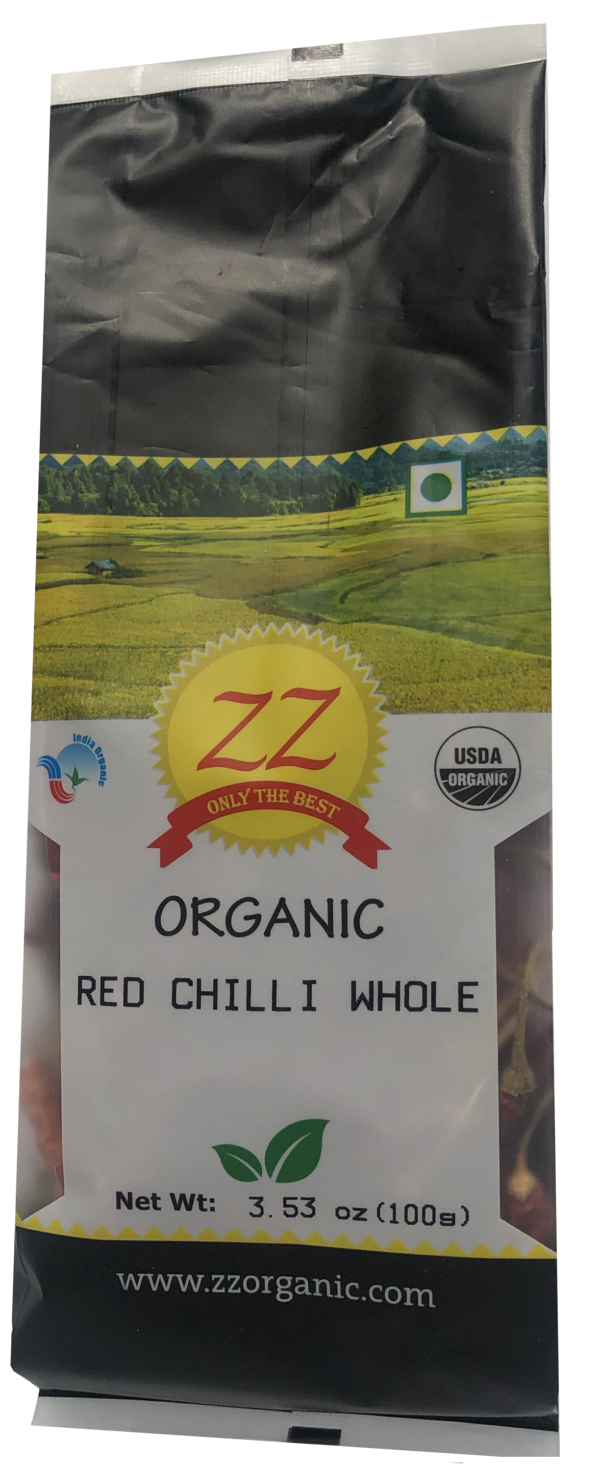 ZZ
ONLY THE BEST
India Organic
USDA
ORGANIC
ORGANIC
RED CHILLI WHOLE
Net Wt: 3.53 oz (100g)
www.zzorganic.com